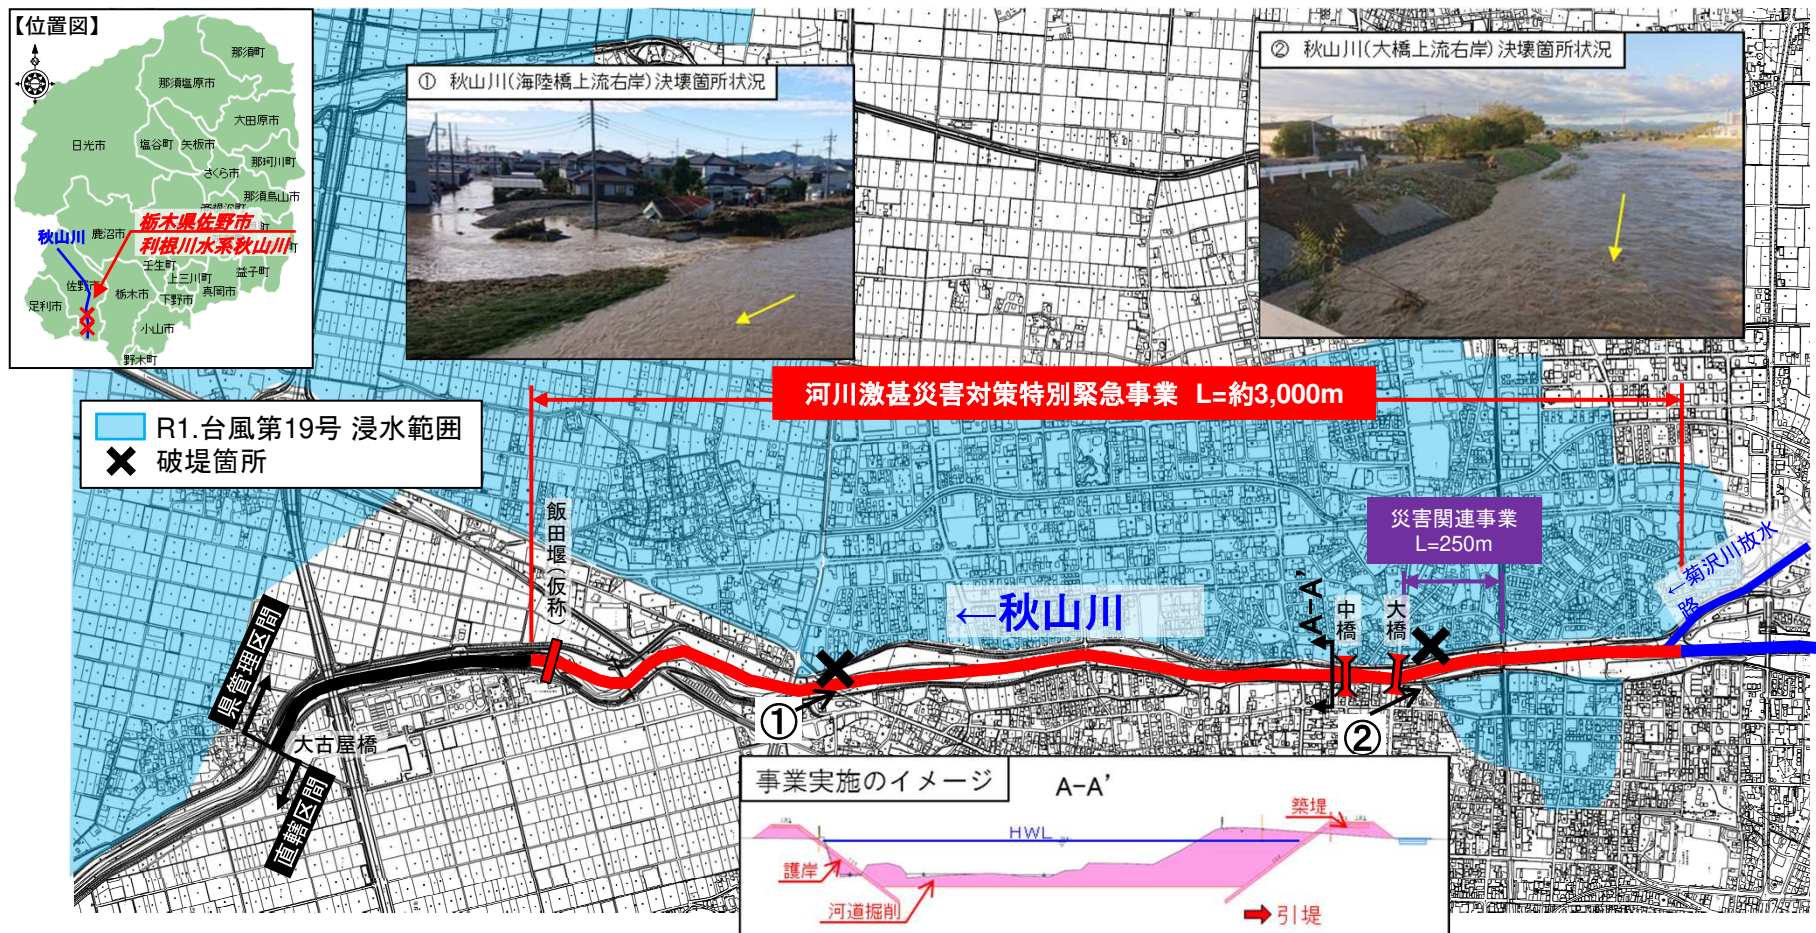 【位置図】
那須町
那須塩原市
大田原市
日光市
塩谷町
矢板市
那珂川町
さくら市
那須烏山市
鹿沼市
秋山川
栃木県佐野市
利根川水系秋山川
壬生町
上三川町
益子町
真岡市
下野市
栃木市
佐野市
足利市
小山市
野木町
① 秋山川(海陸橋上流右岸)決壊箇所状況
② 秋山川(大橋上流右岸)決壊箇所状況
河川激甚災害対策特別緊急事業 L=約3,000m
R1.台風第19号 浸水範囲
破堤箇所
飯田堰(仮称)
災害関連事業
L=250m
←菊沢川放水路
←秋山川
A-A’
中橋
大橋
県管理区間
大古屋橋
直轄区間
①
②
事業実施のイメージ
A-A’
築堤
HWL
護岸
河道掘削
引堤